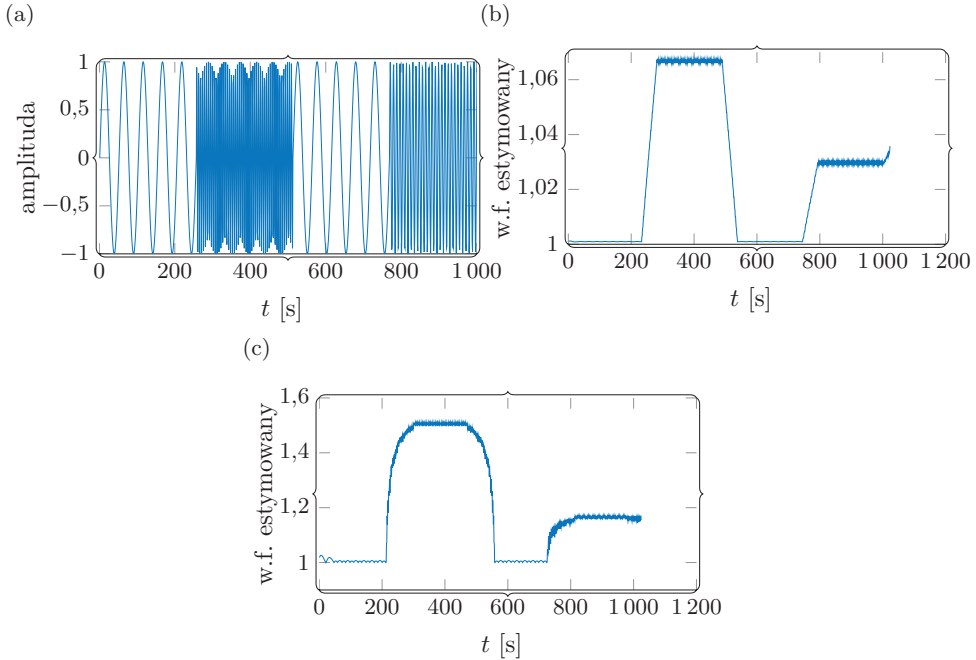 (a)
amplituda
1
0,5
0
−0,5
−1
0 200 400 600 800 1 000
t [s]
(b)
w.f. estymowany
1,06
1,04
1,02
1
0 200 400 600 800 1 000 1 200
t [s]
(c)
w.f. estymowany
1,6
1,4
1,2
1
0 200 400 600 800 1 000 1 200
t [s]